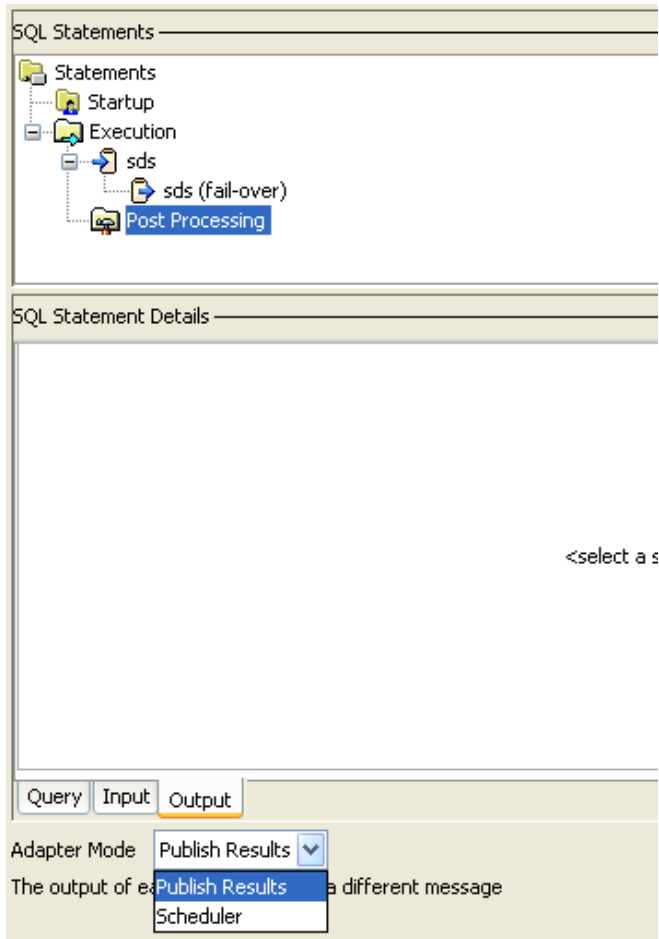 SQL Statements
Statements
Startup
Execution
sds
sds (fail-over)
Post Processing
SQL Statement Details
<select a s
Query Input Output
Adapter Mode Publish Results
The output of ea
Publish Results
a different message
Scheduler